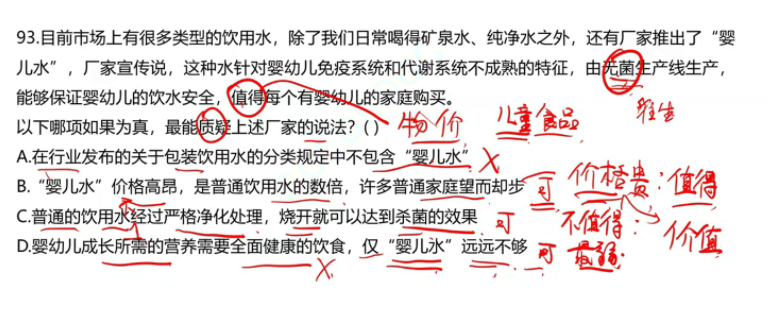 93.目前市场上有很多类型的饮用水，除了我们日常喝得矿泉水、纯净水之外，还有厂家推出了“婴
儿水”，厂家宣传说，这种水针对婴幼儿免疫系统和代谢系统不成熟的特征，由无菌生产线生产，
能够保证婴幼儿的饮水安全，值得每个有婴幼儿的家庭购买。
以下哪项如果为真，最能质疑上述厂家的说法？( )
物价
儿童食品
A.在行业发布的关于包装饮用水的分类规定中不包含“婴儿水” X
B.“婴儿水”价格高昂，是普通饮用水的数倍，许多普通家庭望而却步 可 价格贵：值得
C.普通的饮用水经过严格净化处理，烧开就可以达到杀菌的效果 可 不值得： 价值
D.婴幼儿成长所需的营养需要全面健康的饮食，仅“婴儿水”远远不够 可
X